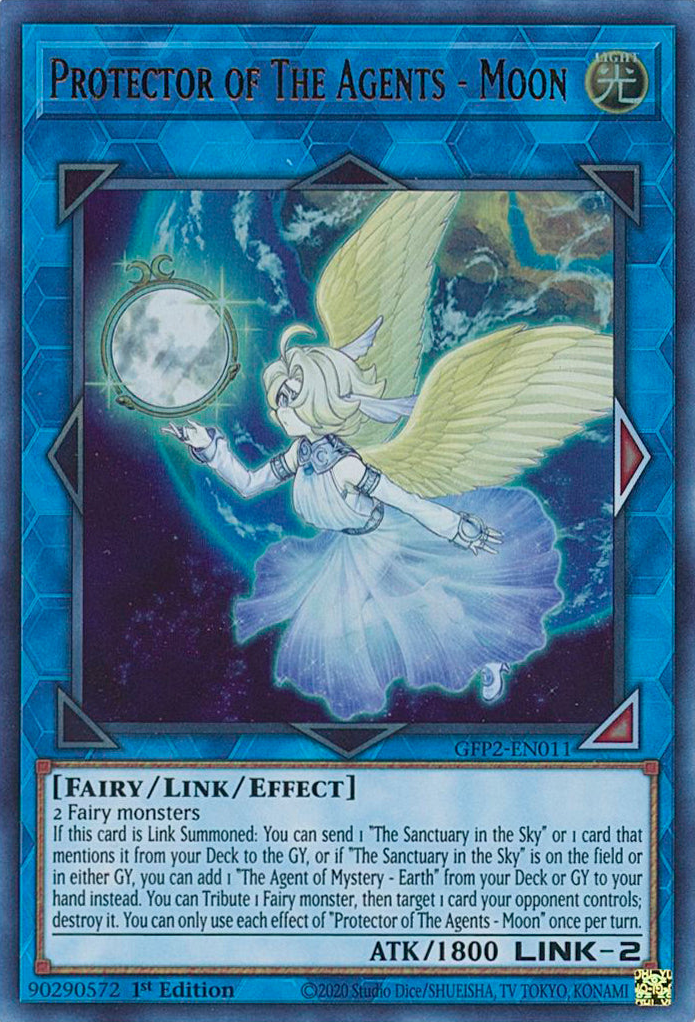 PROTECTOR OF THE AGENTS - MOON
LIGHT
光
GFP2-EN011
[FAIRY/LINK/EFFECT]
2 Fairy monsters
If this card is Link Summoned: You can send 1 "The Sanctuary in the Sky" or 1 card that
mentions it from your Deck to the GY, or if "The Sanctuary in the Sky" is on the field or
in either GY, you can add 1 "The Agent of Mystery - Earth" from your Deck or GY to your
hand instead. You can Tribute 1 Fairy monster, then target 1 card your opponent controls;
destroy it. You can only use each effect of "Protector of The Agents - Moon" once per turn.
ATK/1800 LINK-2
90290572 1st Edition ©2020 Studio Dice/SHUEISHA, TV TOKYO, KONAMI